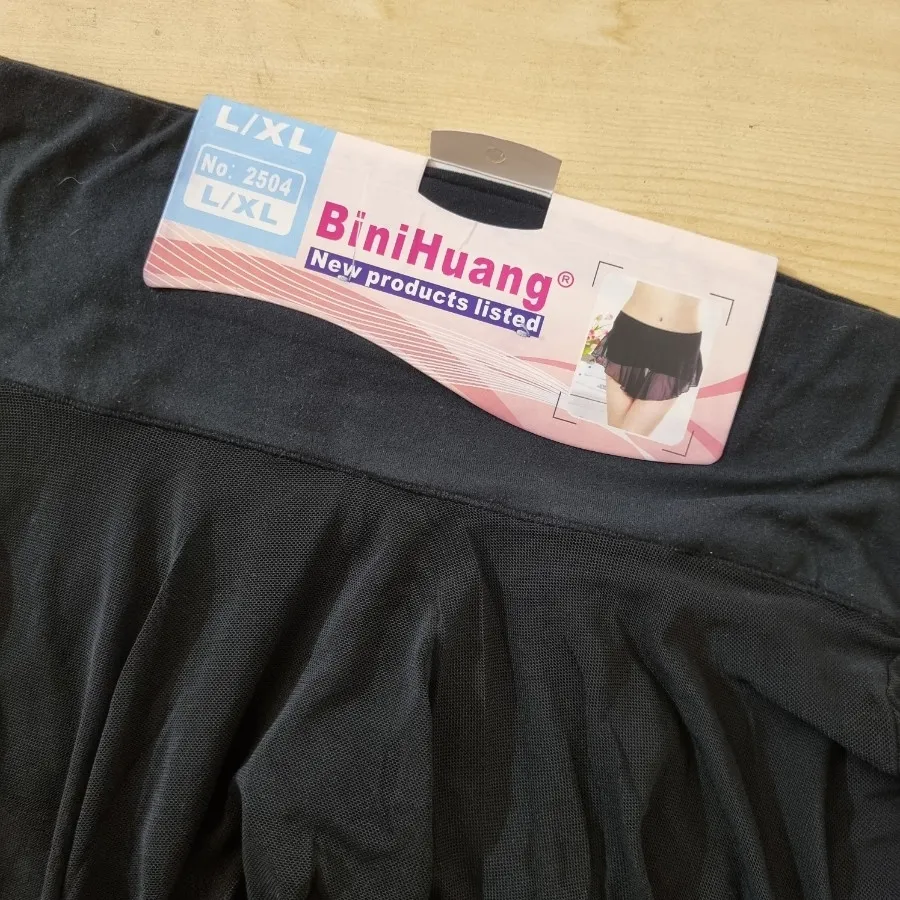 L/XL
No: 2504
L/XL
BiniHuang®
New products listed